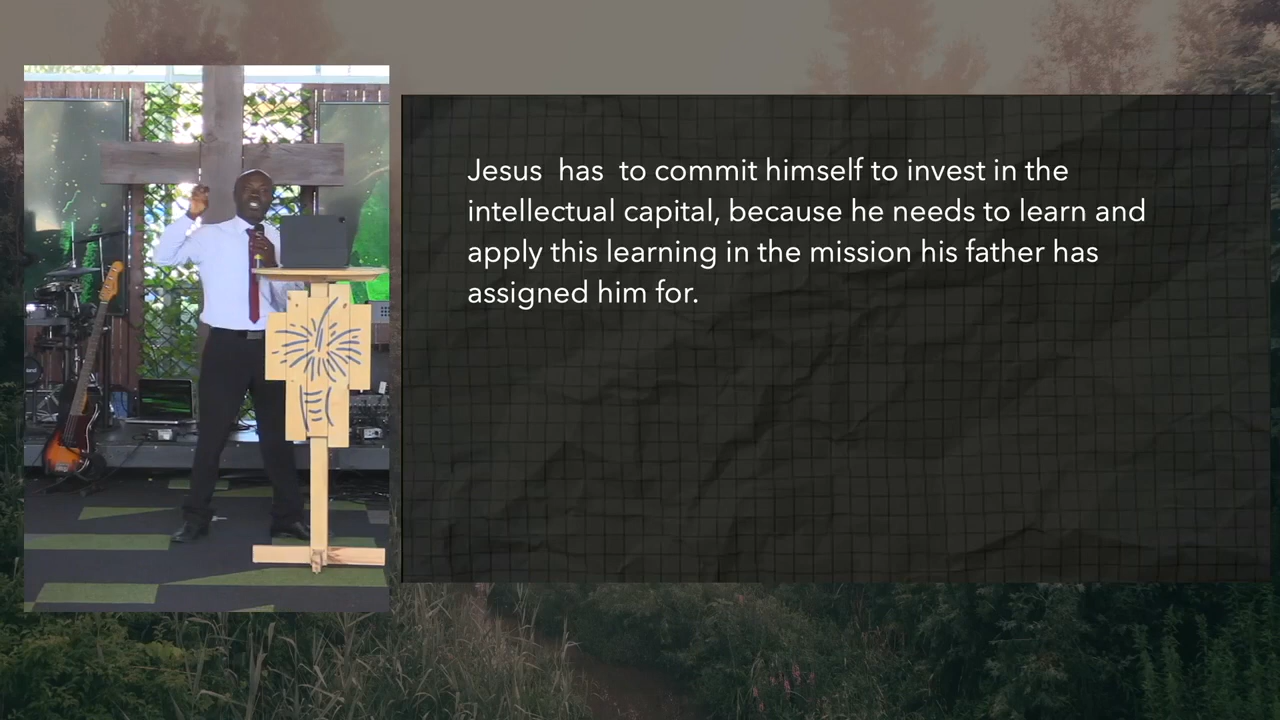 Jesus  has  to commit himself to invest in the
intellectual capital, because he needs to learn and
apply this learning in the mission his father has
assigned him for.